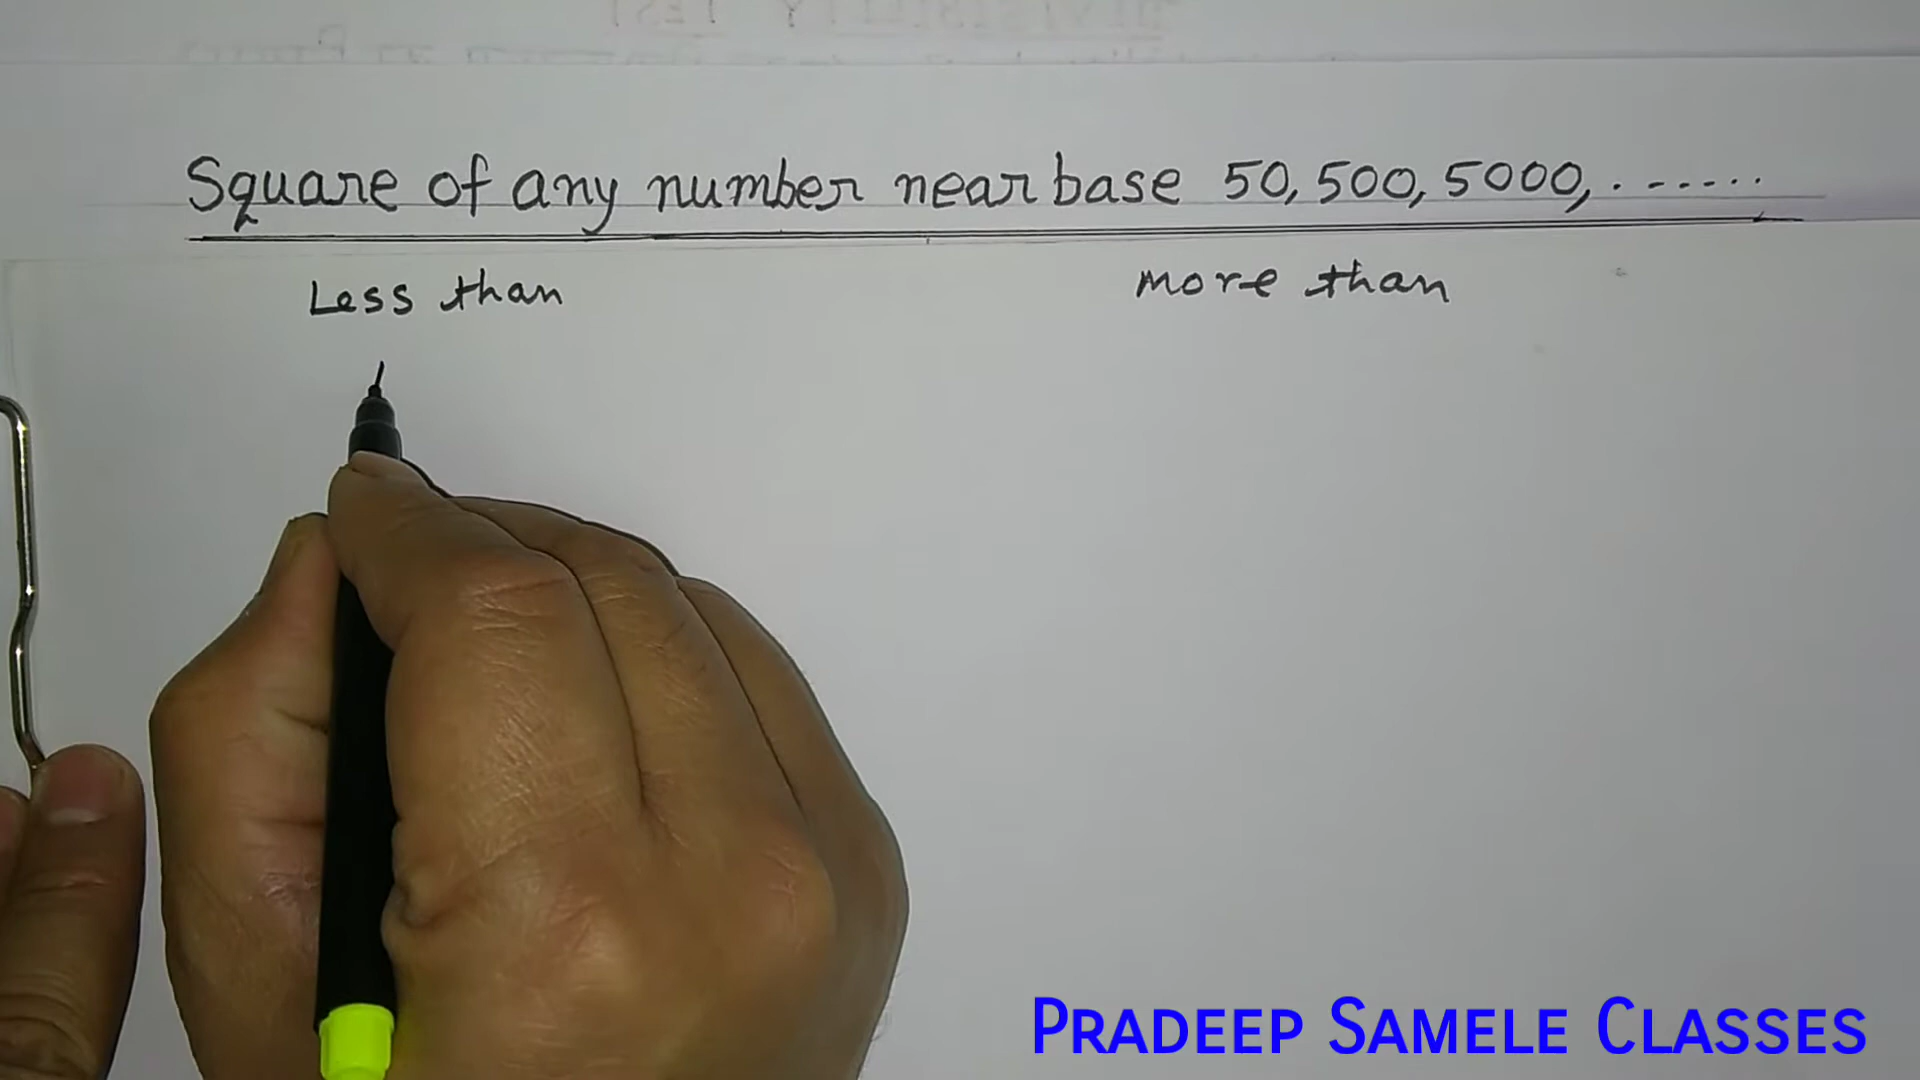 Square of any number near base 50, 500, 5000, .......
Less than
more than
PRADEEP SAMELE CLASSES